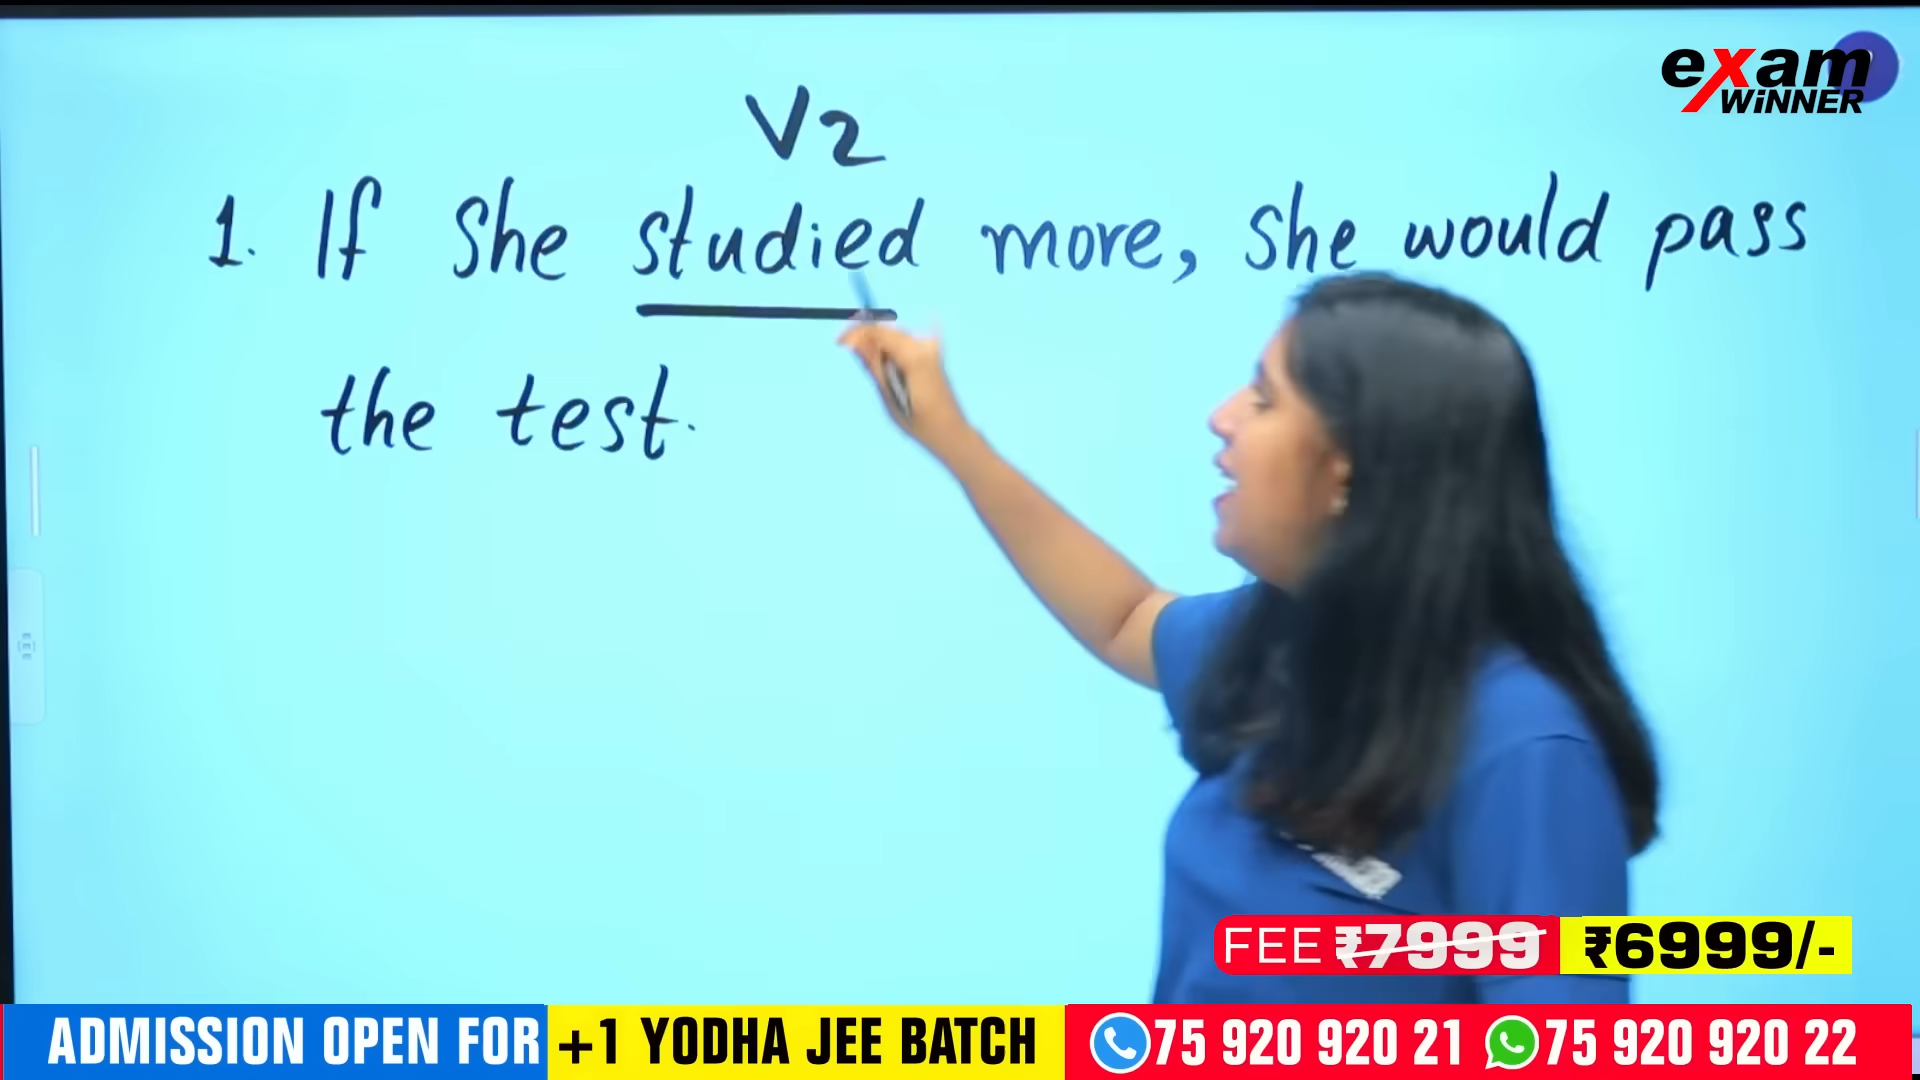 exam
WiNNER
V2
1. If she studied more, she would pass
the test.
FEE ₹7999 ₹6999/-
ADMISSION OPEN FOR +1 YODHA JEE BATCH 75 920 920 21 75 920 920 22